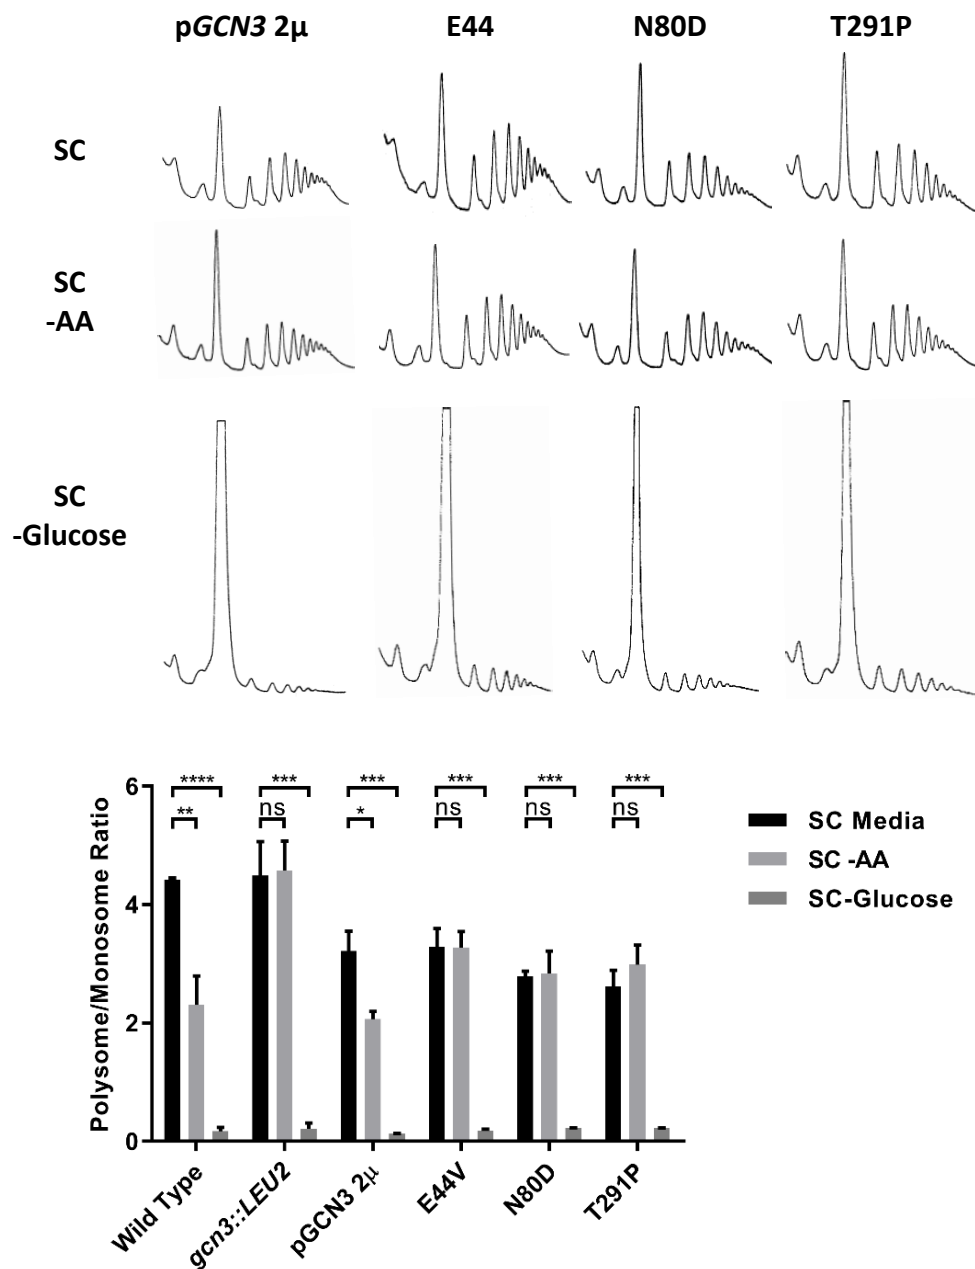 pGCN3 2μ E44 N80D T291P
SC
SC
-AA
SC
-Glucose
Polysome/Monosome Ratio
6
4
2
0
**** *** *** *** *** ***
** ns * ns ns ns
SC Media
SC -AA
SC-Glucose
Wild Type
gcn3::LEU2
pGCN3 2μ
E44V
N80D
T291P